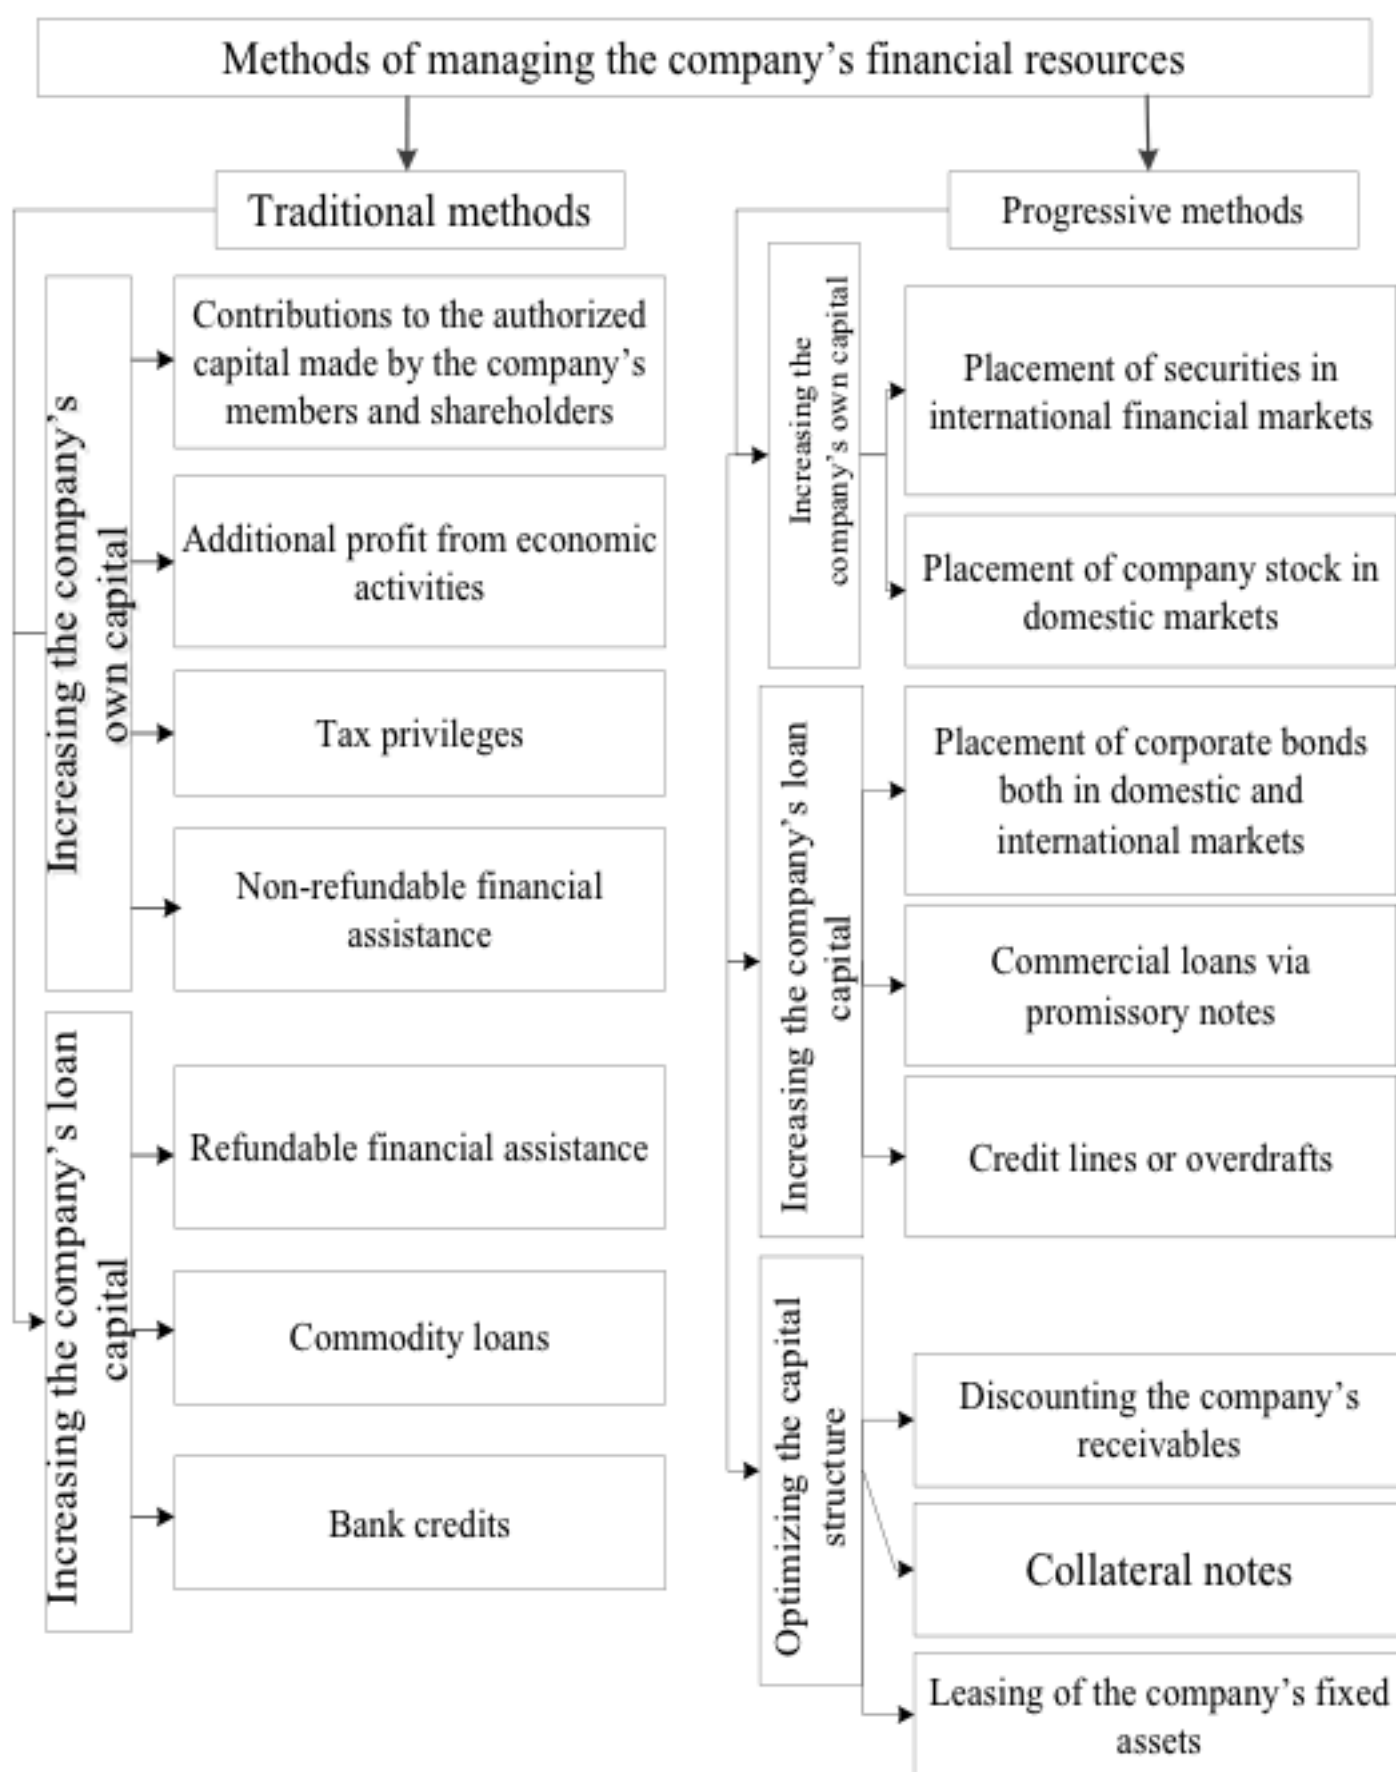 Methods of managing the company’s financial resources
Traditional methods
Increasing the company’s
own capital
Contributions to the authorized
capital made by the company’s
members and shareholders
Additional profit from economic
activities
Tax privileges
Non-refundable financial
assistance
Increasing the company’s loan
capital
Refundable financial assistance
Commodity loans
Bank credits
Progressive methods
Increasing the
company’s own capital
Placement of securities in
international financial markets
Placement of company stock in
domestic markets
Increasing the company’s loan
capital
Placement of corporate bonds
both in domestic and
international markets
Commercial loans via
promissory notes
Credit lines or overdrafts
Optimizing the capital
structure
Discounting the company’s
receivables
Collateral notes
Leasing of the company’s fixed
assets